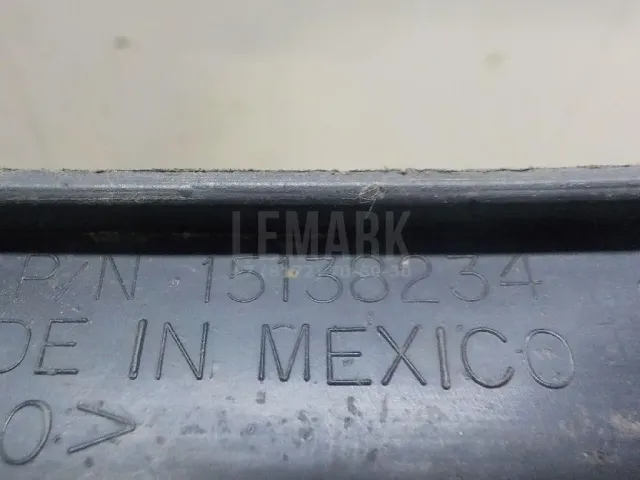 LEMARK
P/N 15138234
DE IN MEXICO
O>